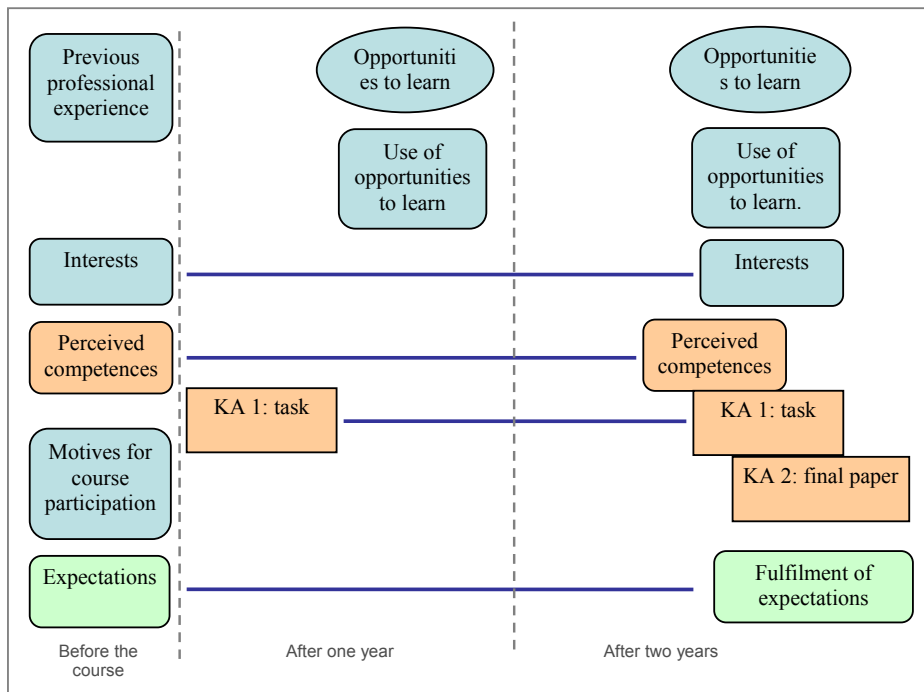 Previous
professional
experience
Opportuniti
es to learn
Opportunitie
s to learn
Use of
opportunities
to learn
Use of
opportunities
to learn.
Interests
Interests
Perceived
competences
Perceived
competences
KA 1: task
KA 1: task
Motives for
course
participation
KA 2: final paper
Expectations
Fulfilment of
expectations
Before the
course
After one year
After two years